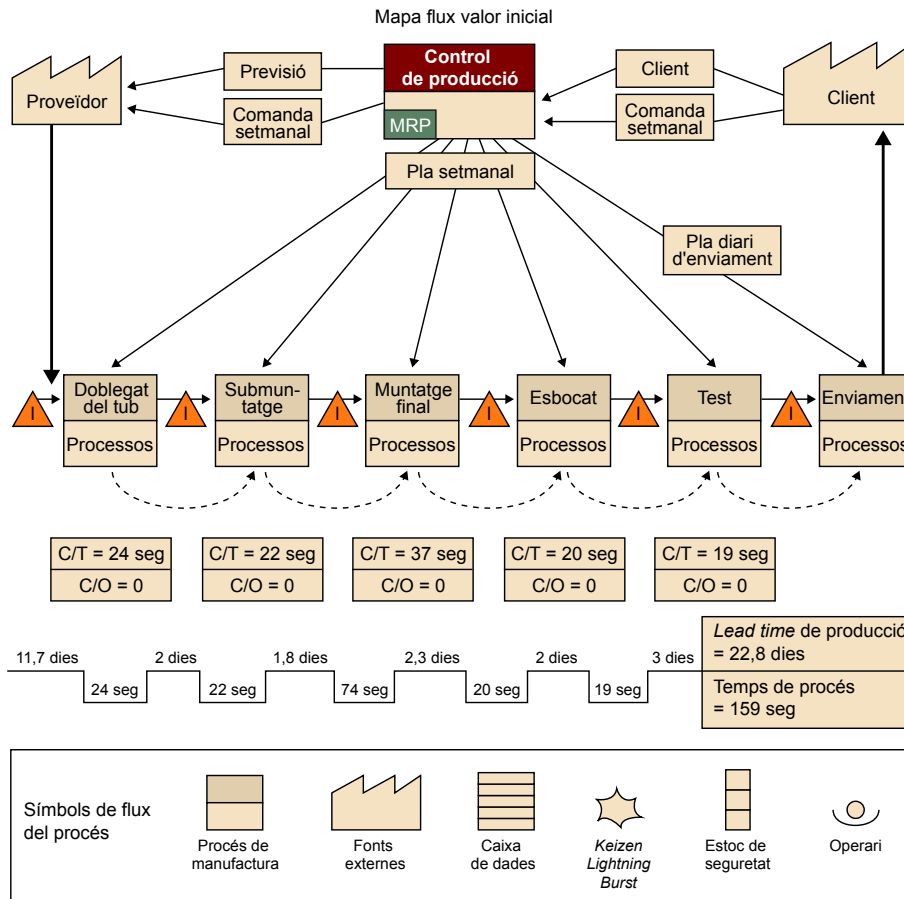 Mapa flux valor inicial
Control
de producció
MRP
Proveïdor
Previsió
Comanda
setmanal
Client
Comanda
setmanal
Client
Pla setmanal
Pla diari
d'enviament
I
Doblegat
del tub
Processos
I
Submun-
tatge
Processos
I
Muntatge
final
Processos
I
Esbocat
Processos
I
Test
Processos
I
Enviament
Processos
C/T = 24 seg
C/O = 0
C/T = 22 seg
C/O = 0
C/T = 37 seg
C/O = 0
C/T = 20 seg
C/O = 0
C/T = 19 seg
C/O = 0
11,7 dies
2 dies
1,8 dies
2,3 dies
2 dies
3 dies
24 seg
22 seg
74 seg
20 seg
19 seg
Lead time de producció
= 22,8 dies
Temps de procés
= 159 seg
Símbols de flux
del procés
Procés de
manufactura
Fonts
externes
Caixa
de dades
Keizen
Lightning
Burst
Estoc de
seguretat
Operari